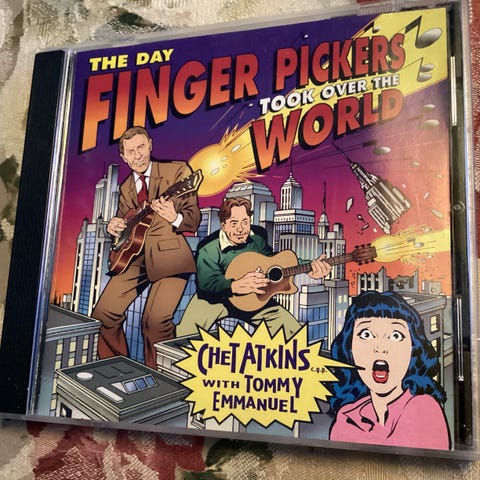 THE DAY
FINGER PICKERS
TOOK OVER THE
WORLD
CHET ATKINS c.g.p.
WITH TOMMY
EMMANUEL